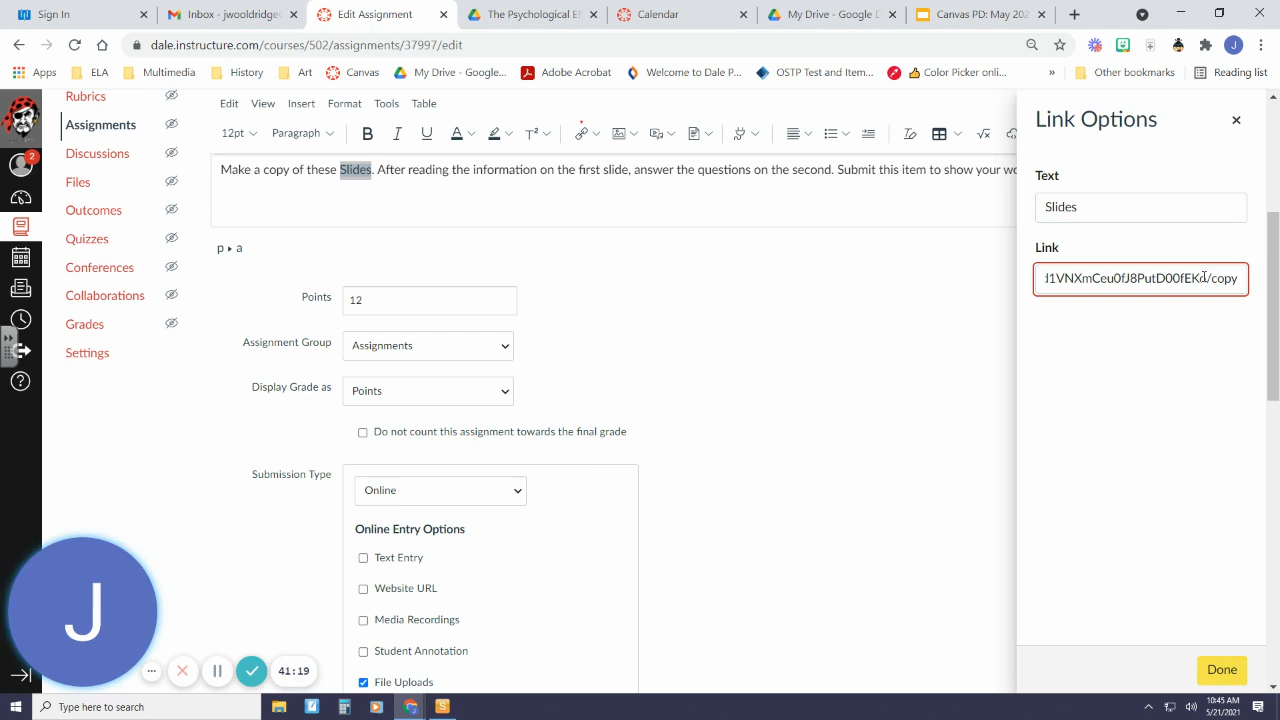 Sign In
Inbox - jwooldridge
Edit Assignment
The Psychological Ef
Calendar
My Drive - Google D
Canvas PD: May 202
dale.instructure.com/courses/502/assignments/37997/edit
J
Apps
ELA
Multimedia
History
Art
Canvas
My Drive - Google...
Adobe Acrobat
Welcome to Dale P...
OSTP Test and Item...
Color Picker onli...
»
Other bookmarks
Reading list
Rubrics
Assignments
Discussions
Files
Outcomes
Quizzes
Conferences
Collaborations
Grades
Settings
2
Edit View Insert Format Tools Table
12pt Paragraph B I U A T²
Make a copy of these Slides. After reading the information on the first slide, answer the questions on the second. Submit this item to show your wo
p ▸ a
Points 12
Assignment Group Assignments
Display Grade as Points
Do not count this assignment towards the final grade
Submission Type
Online
Online Entry Options
Text Entry
Website URL
Media Recordings
Student Annotation
File Uploads
Link Options
Text
Slides
Link
/copy
Done
J
41:19
Type here to search
S
10:45 AM
5/21/2021